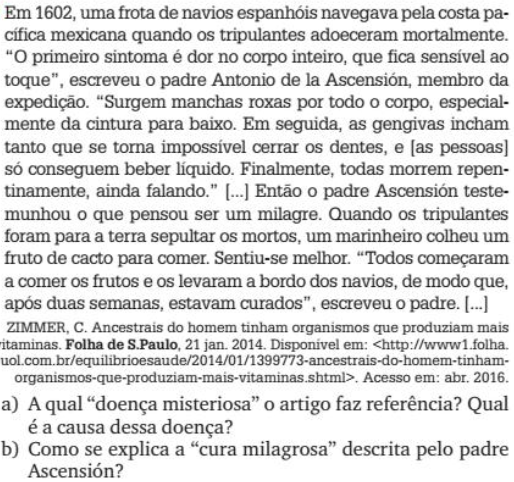 Em 1602, uma frota de navios espanhóis navegava pela costa pa-
cífica mexicana quando os tripulantes adoeceram mortalmente.
“O primeiro sintoma é dor no corpo inteiro, que fica sensível ao
toque”, escreveu o padre Antonio de la Ascensión, membro da
expedição. “Surgem manchas roxas por todo o corpo, especial-
mente da cintura para baixo. Em seguida, as gengivas incham
tanto que se torna impossível cerrar os dentes, e [as pessoas]
só conseguem beber líquido. Finalmente, todas morrem repen-
tinamente, ainda falando.” [...] Então o padre Ascensión teste-
munhou o que pensou ser um milagre. Quando os tripulantes
foram para a terra sepultar os mortos, um marinheiro colheu um
fruto de cacto para comer. Sentiu-se melhor. “Todos começaram
a comer os frutos e os levaram a bordo dos navios, de modo que,
após duas semanas, estavam curados”, escreveu o padre. [...]
ZIMMER, C. Ancestrais do homem tinham organismos que produziam mais
vitaminas. Folha de S.Paulo, 21 jan. 2014. Disponível em: <http://www1.folha.
uol.com.br/equilibrioesaude/2014/01/1399773-ancestrais-do-homem-tinham-
organismos-que-produziam-mais-vitaminas.shtml>. Acesso em: abr. 2016.
a) A qual “doença misteriosa” o artigo faz referência? Qual
é a causa dessa doença?
b) Como se explica a “cura milagrosa” descrita pelo padre
Ascensión?